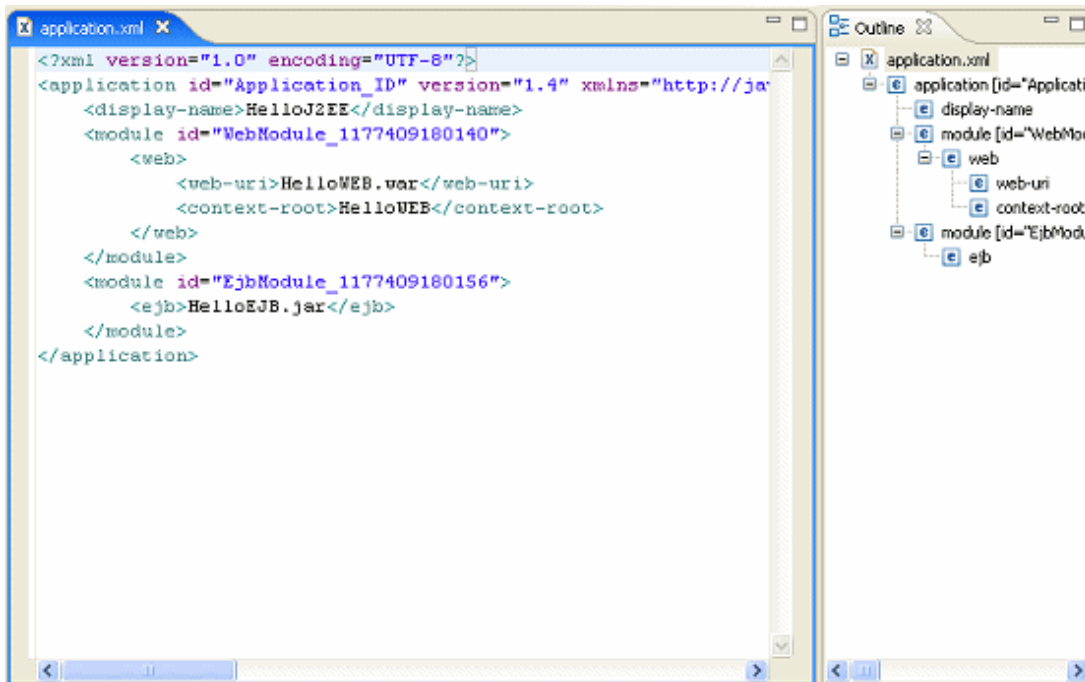 application.xml
<?xml version="1.0" encoding="UTF-8"?>
<application id="Application_ID" version="1.4" xmlns="http://ja
<display-name>HelloJ2EE</display-name>
<module id="WebModule_1177409180140">
<web>
<web-uri>HelloWEB.war</web-uri>
<context-root>HelloWEB</context-root>
</web>
</module>
<module id="EjbModule_1177409180156">
<ejb>HelloEJB.jar</ejb>
</module>
</application>
Outline
application.xml
application [id="Applicati
display-name
module [id="WebMod
web
web-uri
context-root
module [id="EjbModu
ejb